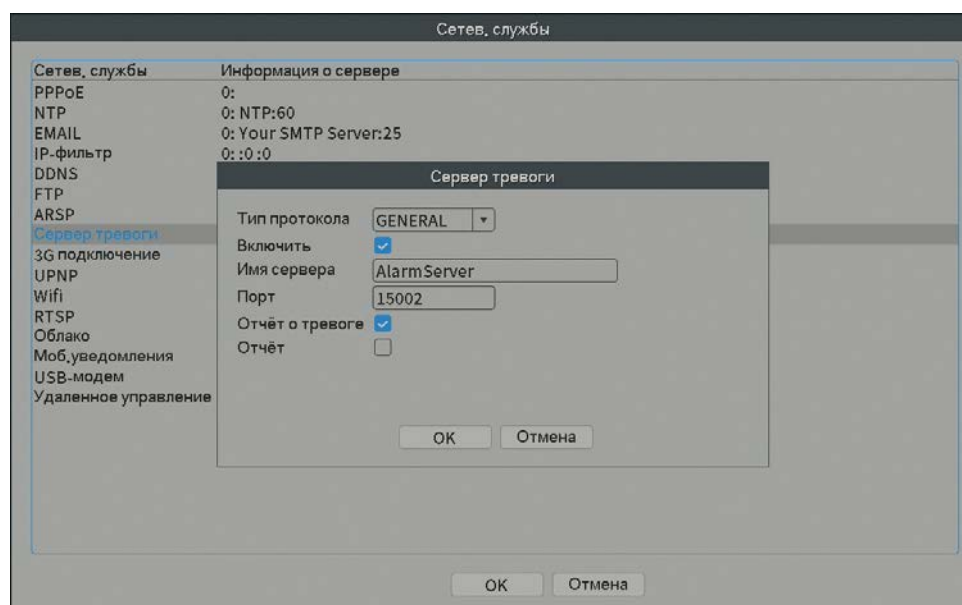 Сетев, службы
Сетев, службы Информация о сервере
PPPoE 0:
NTP 0: NTP:60
EMAIL 0: Your SMTP Server:25
IP-фильтр 0: :0 :0
DDNS
FTP
ARSP
Сервер тревоги
3G подключение
UPNP
Wifi
RTSP
Облако
Моб,уведомления
USB-модем
Удаленное управление
Сервер тревоги
Тип протокола GENERAL
Включить
Имя сервера AlarmServer
Порт 15002
Отчёт о тревоге
Отчёт
OK Отмена
OK Отмена